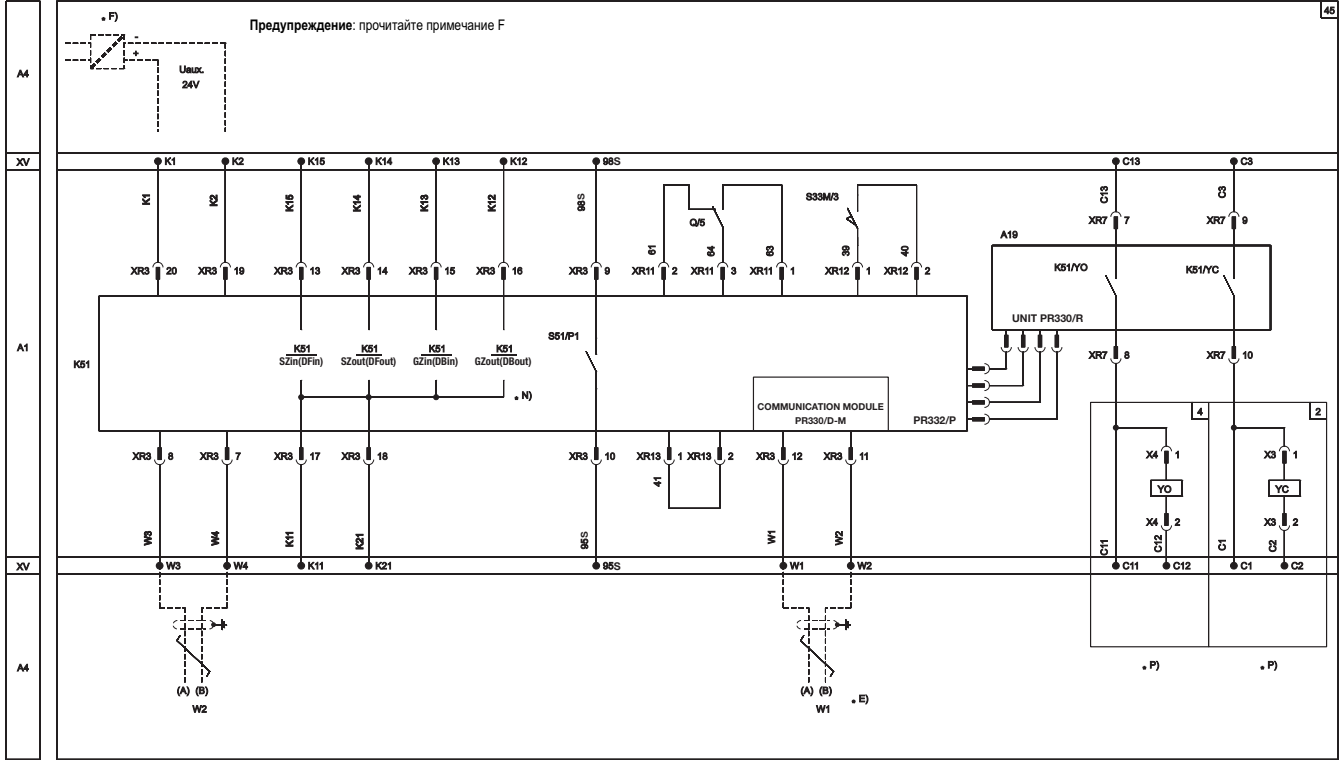 * F)
Предупреждение: прочитайте примечание F
45
-
+
A4
Uaux.
24V
XV
K1
K2
K15
K14
K13
K12
98S
C13
C3
K1
K2
K15
K14
K13
K12
98S
C13
C3
S33M/3
Q/5
61
64
63
39
40
XR7 7
XR7 9
A19
XR3 20
XR3 19
XR3 13
XR3 14
XR3 15
XR3 16
XR3 9
XR11 2
XR11 3
XR11 1
XR12 1
XR12 2
K51/YO
K51/YC
UNIT PR330/R
A1
K51
K51
SZin(DFin)
K51
SZout(DFout)
K51
GZin(DBin)
K51
GZout(DBout)
S51/P1
XR7 8
XR7 10
* N)
COMMUNICATION MODULE
PR330/D-M
PR332/P
4
2
XR3 8
XR3 7
XR3 17
XR3 18
XR3 10
XR13 1
XR13 2
XR3 12
XR3 11
X4 1
X3 1
41
YO
YC
X4 2
X3 2
W3
W4
K11
K21
95S
W1
W2
C11
C12
C1
C2
XV
W3
W4
K11
K21
95S
W1
W2
C11
C12
C1
C2
A4
(A) (B)
W2
(A) (B)
W1
* E)
* P)
* P)